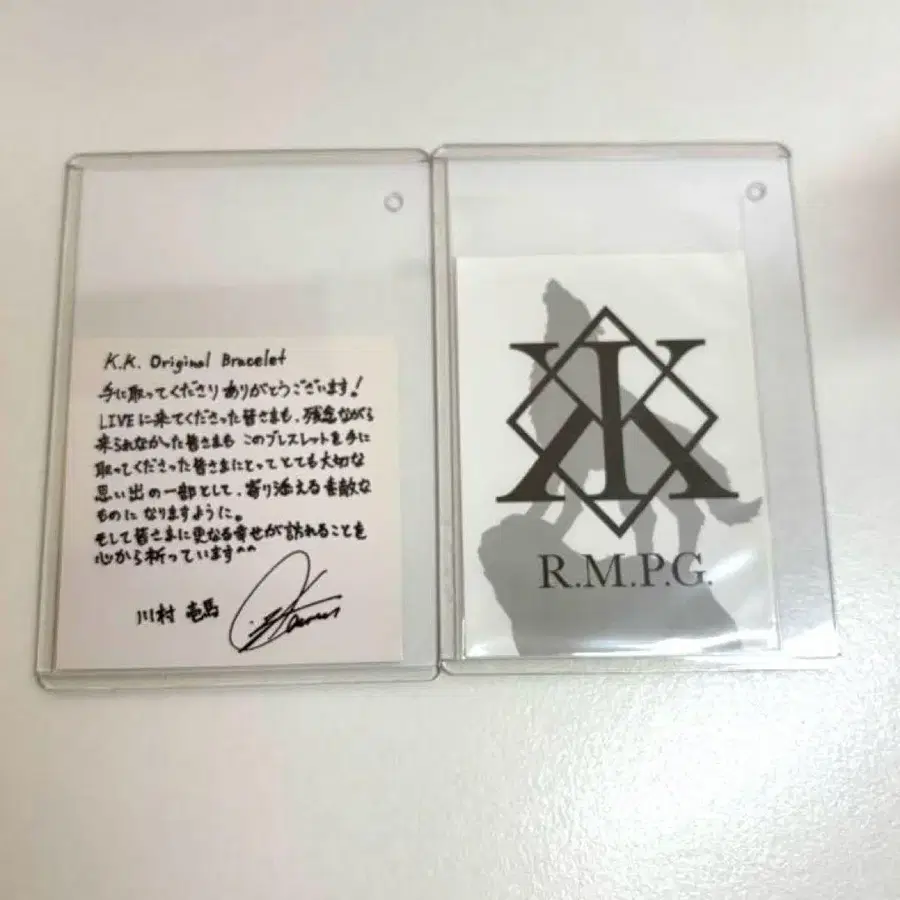 K.K. Original Bracelet
手に取ってくださりありがとうございます!
LIVEに来てくださった皆さまも、残念ながら
来られなかった皆さまも このブレスレットを手に
取ってくださった皆さまにとってとても大切な
思い出の一部として、寄り添える素敵な
ものになりますように。
そして皆さまに更なる幸せが訪れることを
心から祈っています^^
川村 壱馬
KK
R.M.P.G.